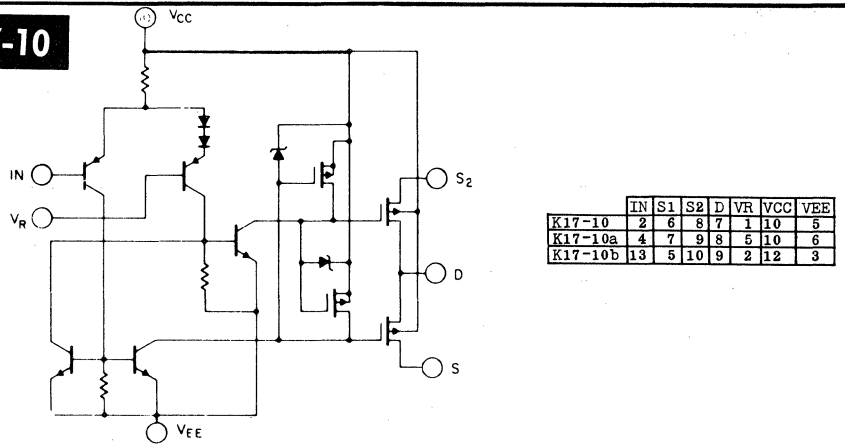 -10
VCC
IN
VR
S2
D
S
VEE
IN S1 S2 D VR VCC VEE
K17-10 2 6 8 7 1 10 5
K17-10a 4 7 9 8 5 10 6
K17-10b 13 5 10 9 2 12 3